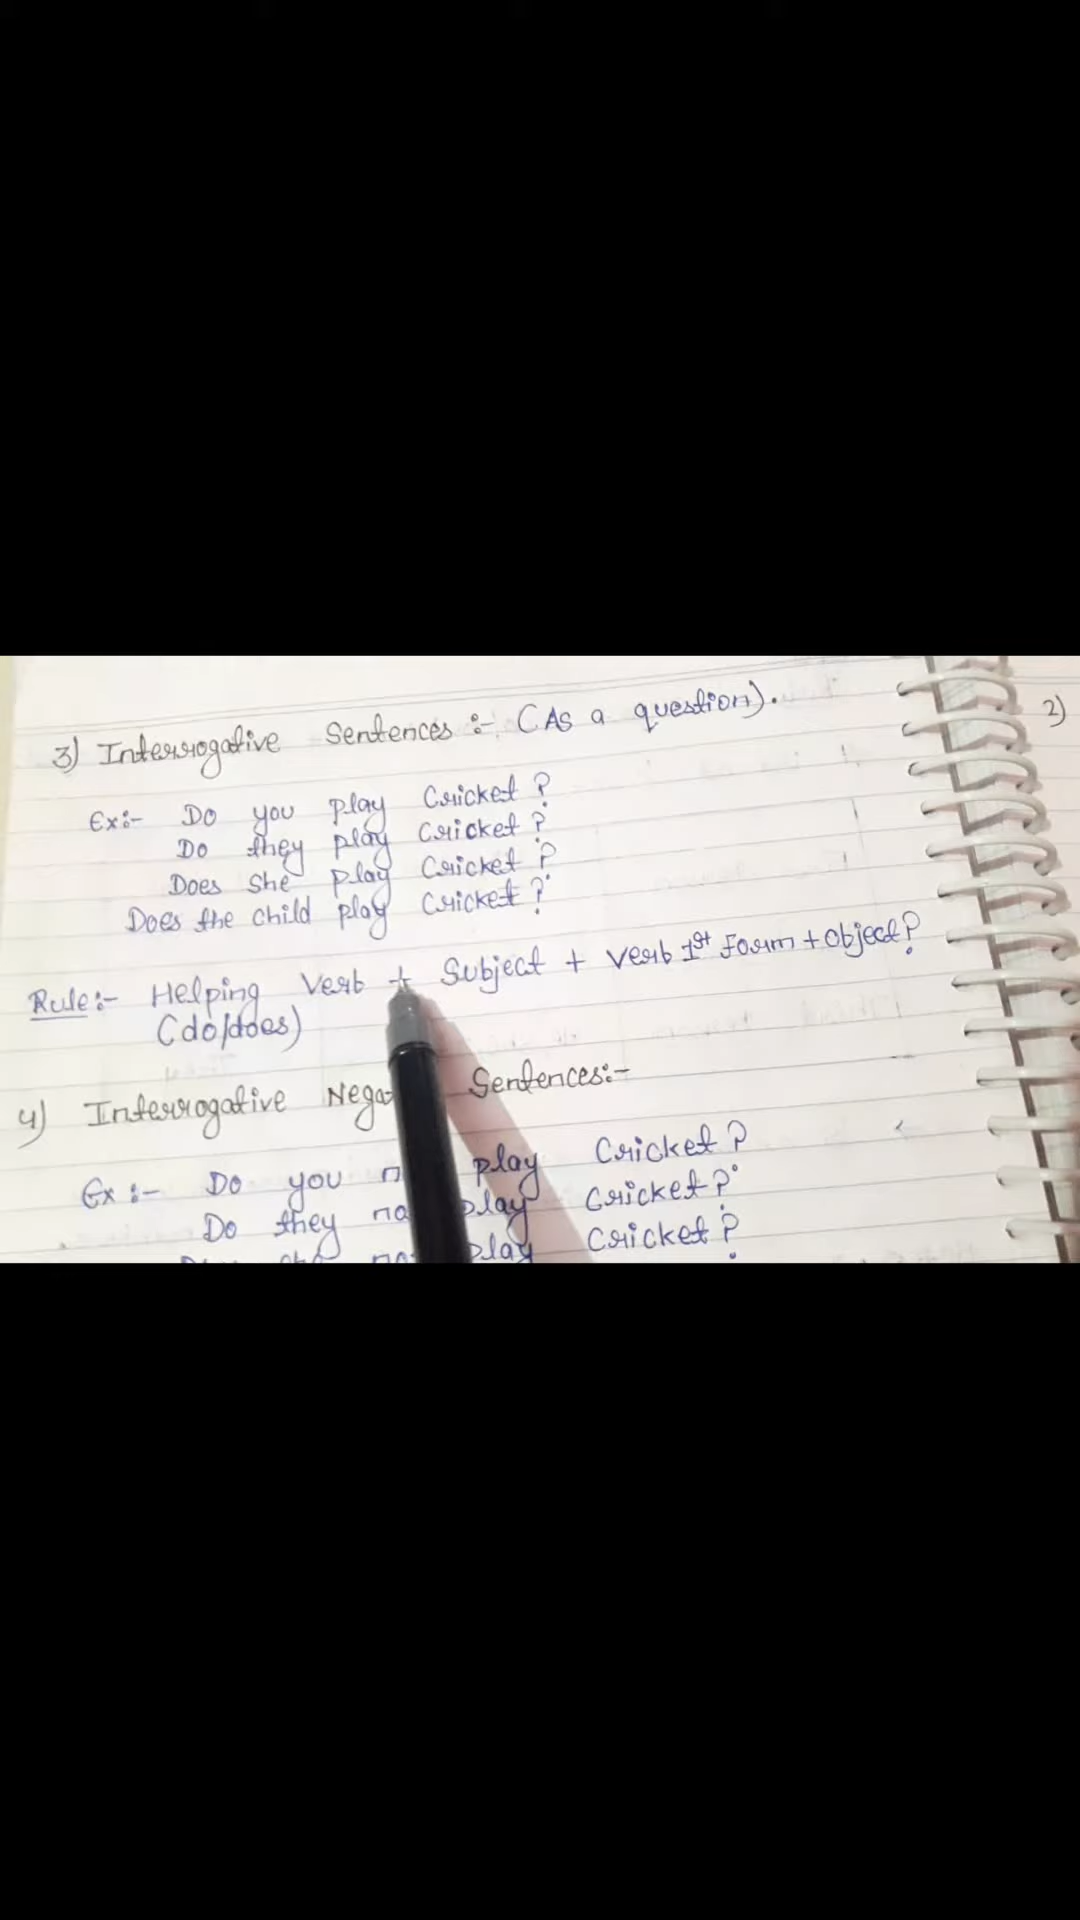 3) Interrogative Sentences :- (As a question).
Ex:- Do you play Cricket ?
Do they play Cricket ?
Does she play Cricket ?
Does the child play Cricket ?
Rule:- Helping Verb + Subject + Verb 1st Form + Object ?
(do/does)
4) Interrogative Sentences:-
Ex :- Do you play Cricket ?
Do they play Cricket ?
play Cricket ?
2)